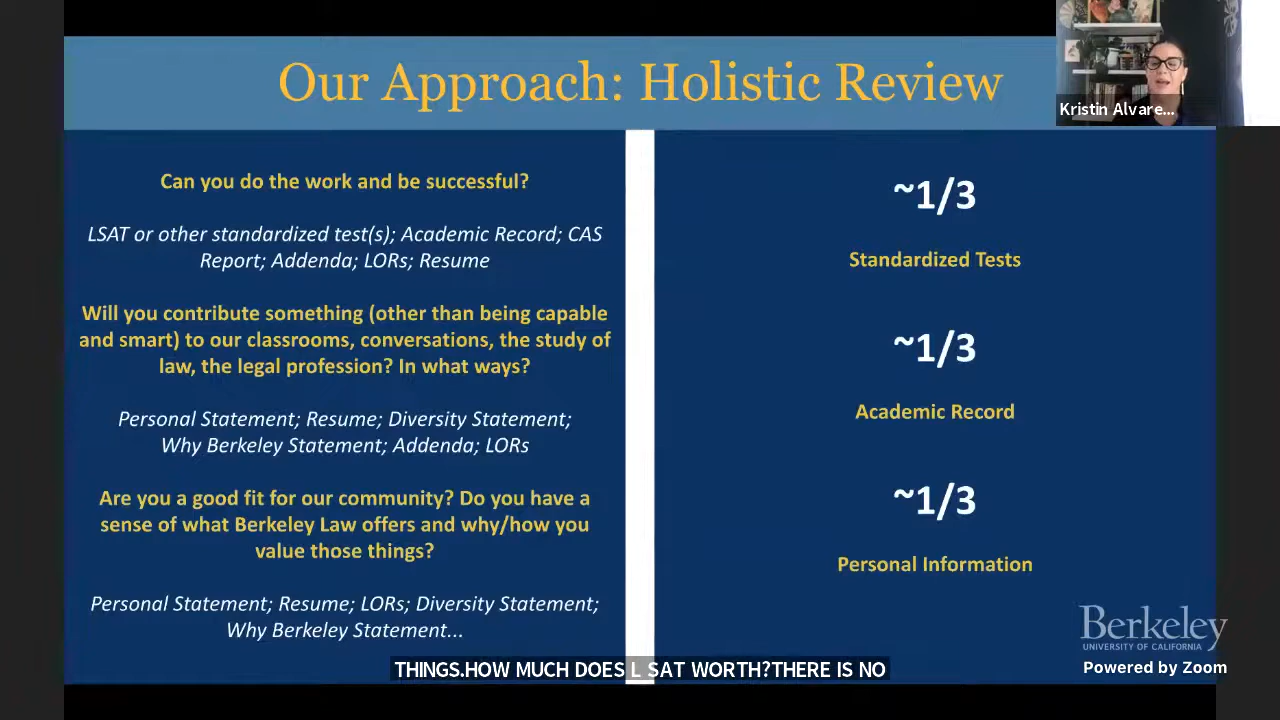 Our Approach: Holistic Review
Kristin Alvare...
Can you do the work and be successful?
LSAT or other standardized test(s); Academic Record; CAS
Report; Addenda; LORs; Resume
Will you contribute something (other than being capable
and smart) to our classrooms, conversations, the study of
law, the legal profession? In what ways?
Personal Statement; Resume; Diversity Statement;
Why Berkeley Statement; Addenda; LORs
Are you a good fit for our community? Do you have a
sense of what Berkeley Law offers and why/how you
value those things?
Personal Statement; Resume; LORs; Diversity Statement;
Why Berkeley Statement...
~1/3
Standardized Tests
~1/3
Academic Record
~1/3
Personal Information
Berkeley
UNIVERSITY OF CALIFORNIA
Powered by Zoom
THINGS.HOW MUCH DOES L SAT WORTH?THERE IS NO